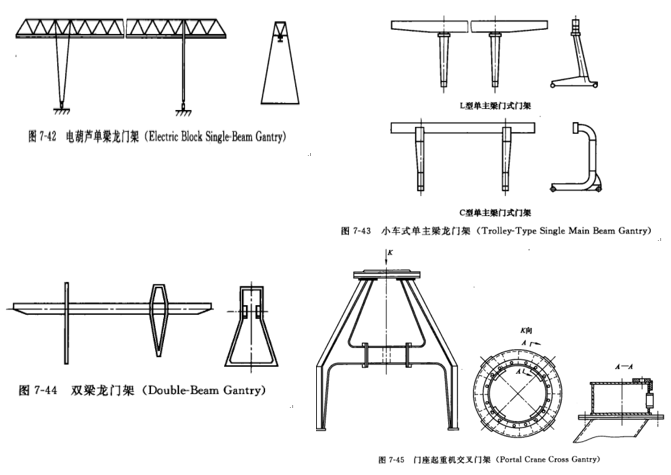 图 7-42 电葫芦单梁龙门架（Electric Block Single-Beam Gantry）
L型单主梁门式门架
C型单主梁门式门架
图 7-43 小车式单主梁龙门架（Trolley-Type Single Main Beam Gantry）
图 7-44 双梁龙门架（Double-Beam Gantry）
K
K向
A
A
A—A
图 7-45 门座起重机交叉门架（Portal Crane Cross Gantry）